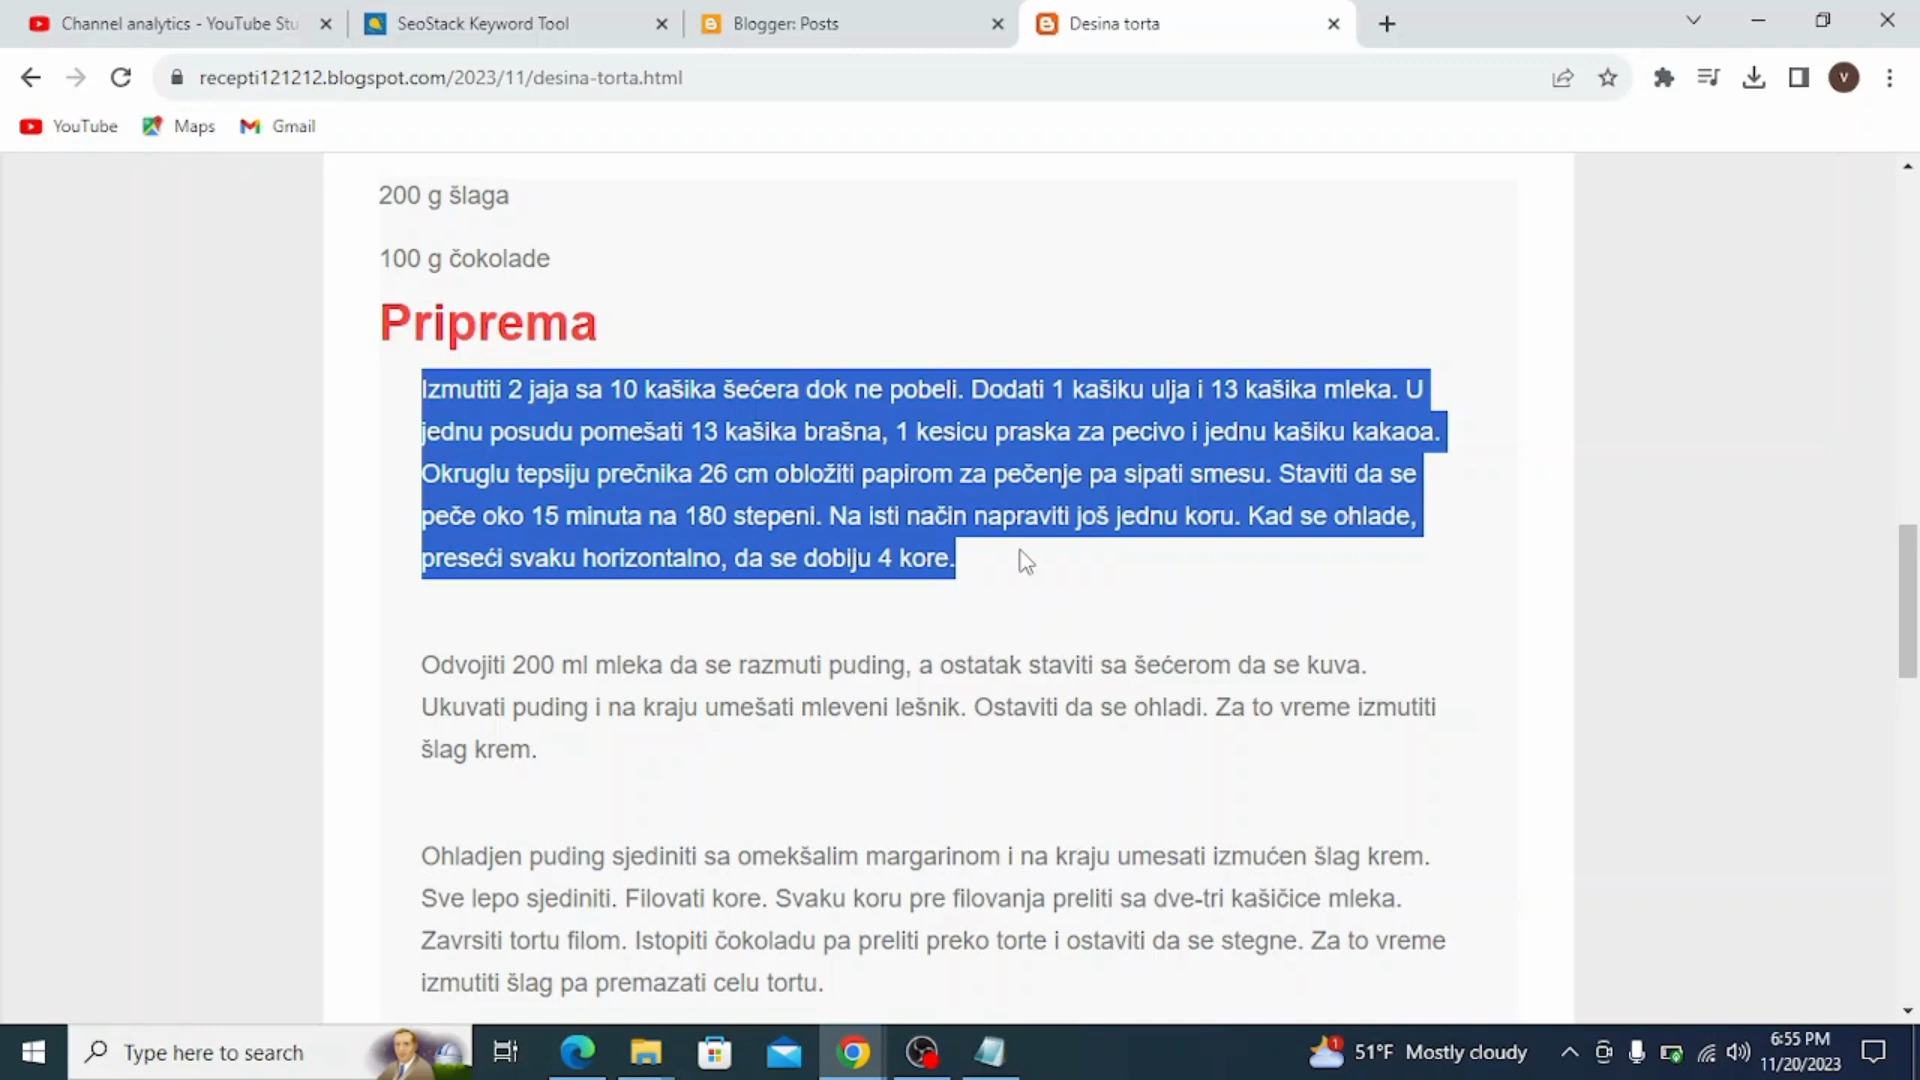 Channel analytics - YouTube Stu
SeoStack Keyword Tool
Blogger: Posts
Desina torta
recepti121212.blogspot.com/2023/11/desina-torta.html
V
YouTube
Maps
Gmail
200 g šlaga
100 g čokolade
Priprema
Izmutiti 2 jaja sa 10 kašika šećera dok ne pobeli. Dodati 1 kašiku ulja i 13 kašika mleka. U
jednu posudu pomešati 13 kašika brašna, 1 kesicu praska za pecivo i jednu kašiku kakaoa.
Okruglu tepsiju prečnika 26 cm obložiti papirom za pečenje pa sipati smesu. Staviti da se
peče oko 15 minuta na 180 stepeni. Na isti način napraviti još jednu koru. Kad se ohlade,
preseći svaku horizontalno, da se dobiju 4 kore.
Odvojiti 200 ml mleka da se razmuti puding, a ostatak staviti sa šećerom da se kuva.
Ukuvati puding i na kraju umešati mleveni lešnik. Ostaviti da se ohladi. Za to vreme izmutiti
šlag krem.
Ohladjen puding sjediniti sa omekšalim margarinom i na kraju umesati izmućen šlag krem.
Sve lepo sjediniti. Filovati kore. Svaku koru pre filovanja preliti sa dve-tri kašičice mleka.
Zavrsiti tortu filom. Istopiti čokoladu pa preliti preko torte i ostaviti da se stegne. Za to vreme
izmutiti šlag pa premazati celu tortu.
Type here to search
1
51°F Mostly cloudy
6:55 PM
11/20/2023